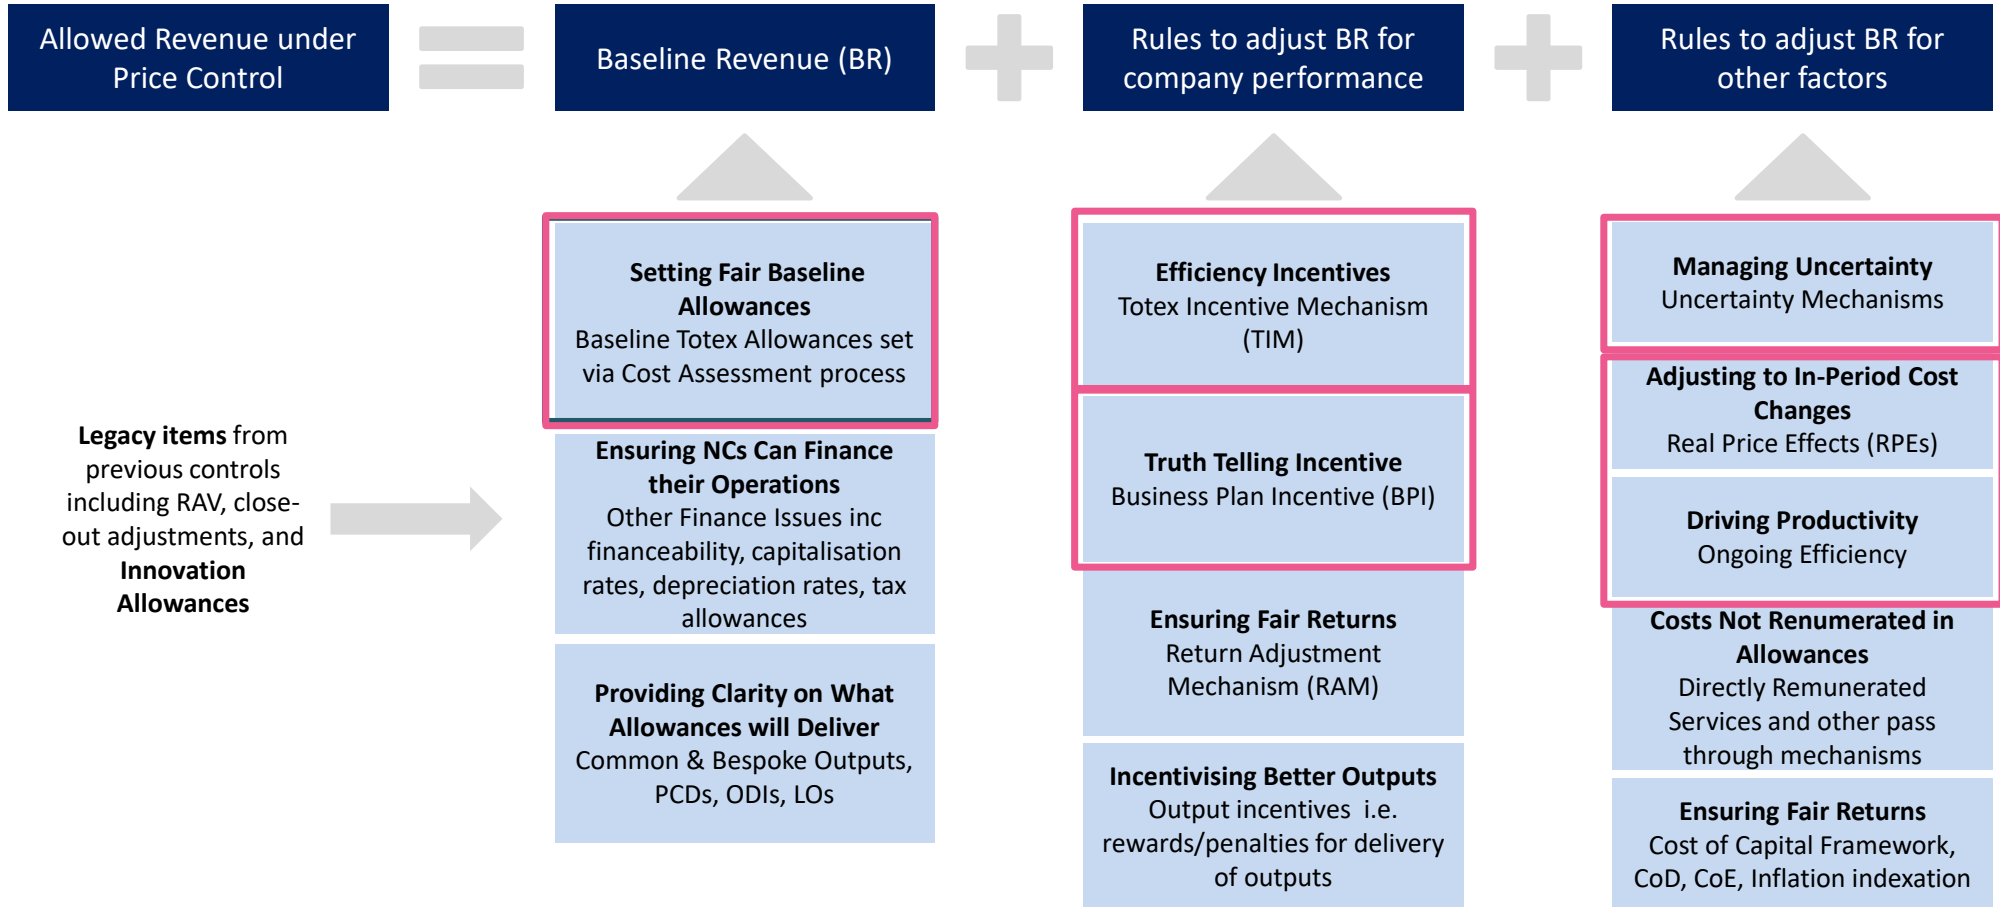 Allowed Revenue under
Price Control
Baseline Revenue (BR)
Rules to adjust BR for
company performance
Rules to adjust BR for
other factors
Legacy items from
previous controls
including RAV, close-
out adjustments, and
Innovation
Allowances
Setting Fair Baseline
Allowances
Baseline Totex Allowances set
via Cost Assessment process
Ensuring NCs Can Finance
their Operations
Other Finance Issues inc
financeability, capitalisation
rates, depreciation rates, tax
allowances
Providing Clarity on What
Allowances will Deliver
Common & Bespoke Outputs,
PCDs, ODIs, LOs
Efficiency Incentives
Totex Incentive Mechanism
(TIM)
Truth Telling Incentive
Business Plan Incentive (BPI)
Ensuring Fair Returns
Return Adjustment
Mechanism (RAM)
Incentivising Better Outputs
Output incentives i.e.
rewards/penalties for delivery
of outputs
Managing Uncertainty
Uncertainty Mechanisms
Adjusting to In-Period Cost
Changes
Real Price Effects (RPEs)
Driving Productivity
Ongoing Efficiency
Costs Not Renumerated in
Allowances
Directly Remunerated
Services and other pass
through mechanisms
Ensuring Fair Returns
Cost of Capital Framework,
CoD, CoE, Inflation indexation